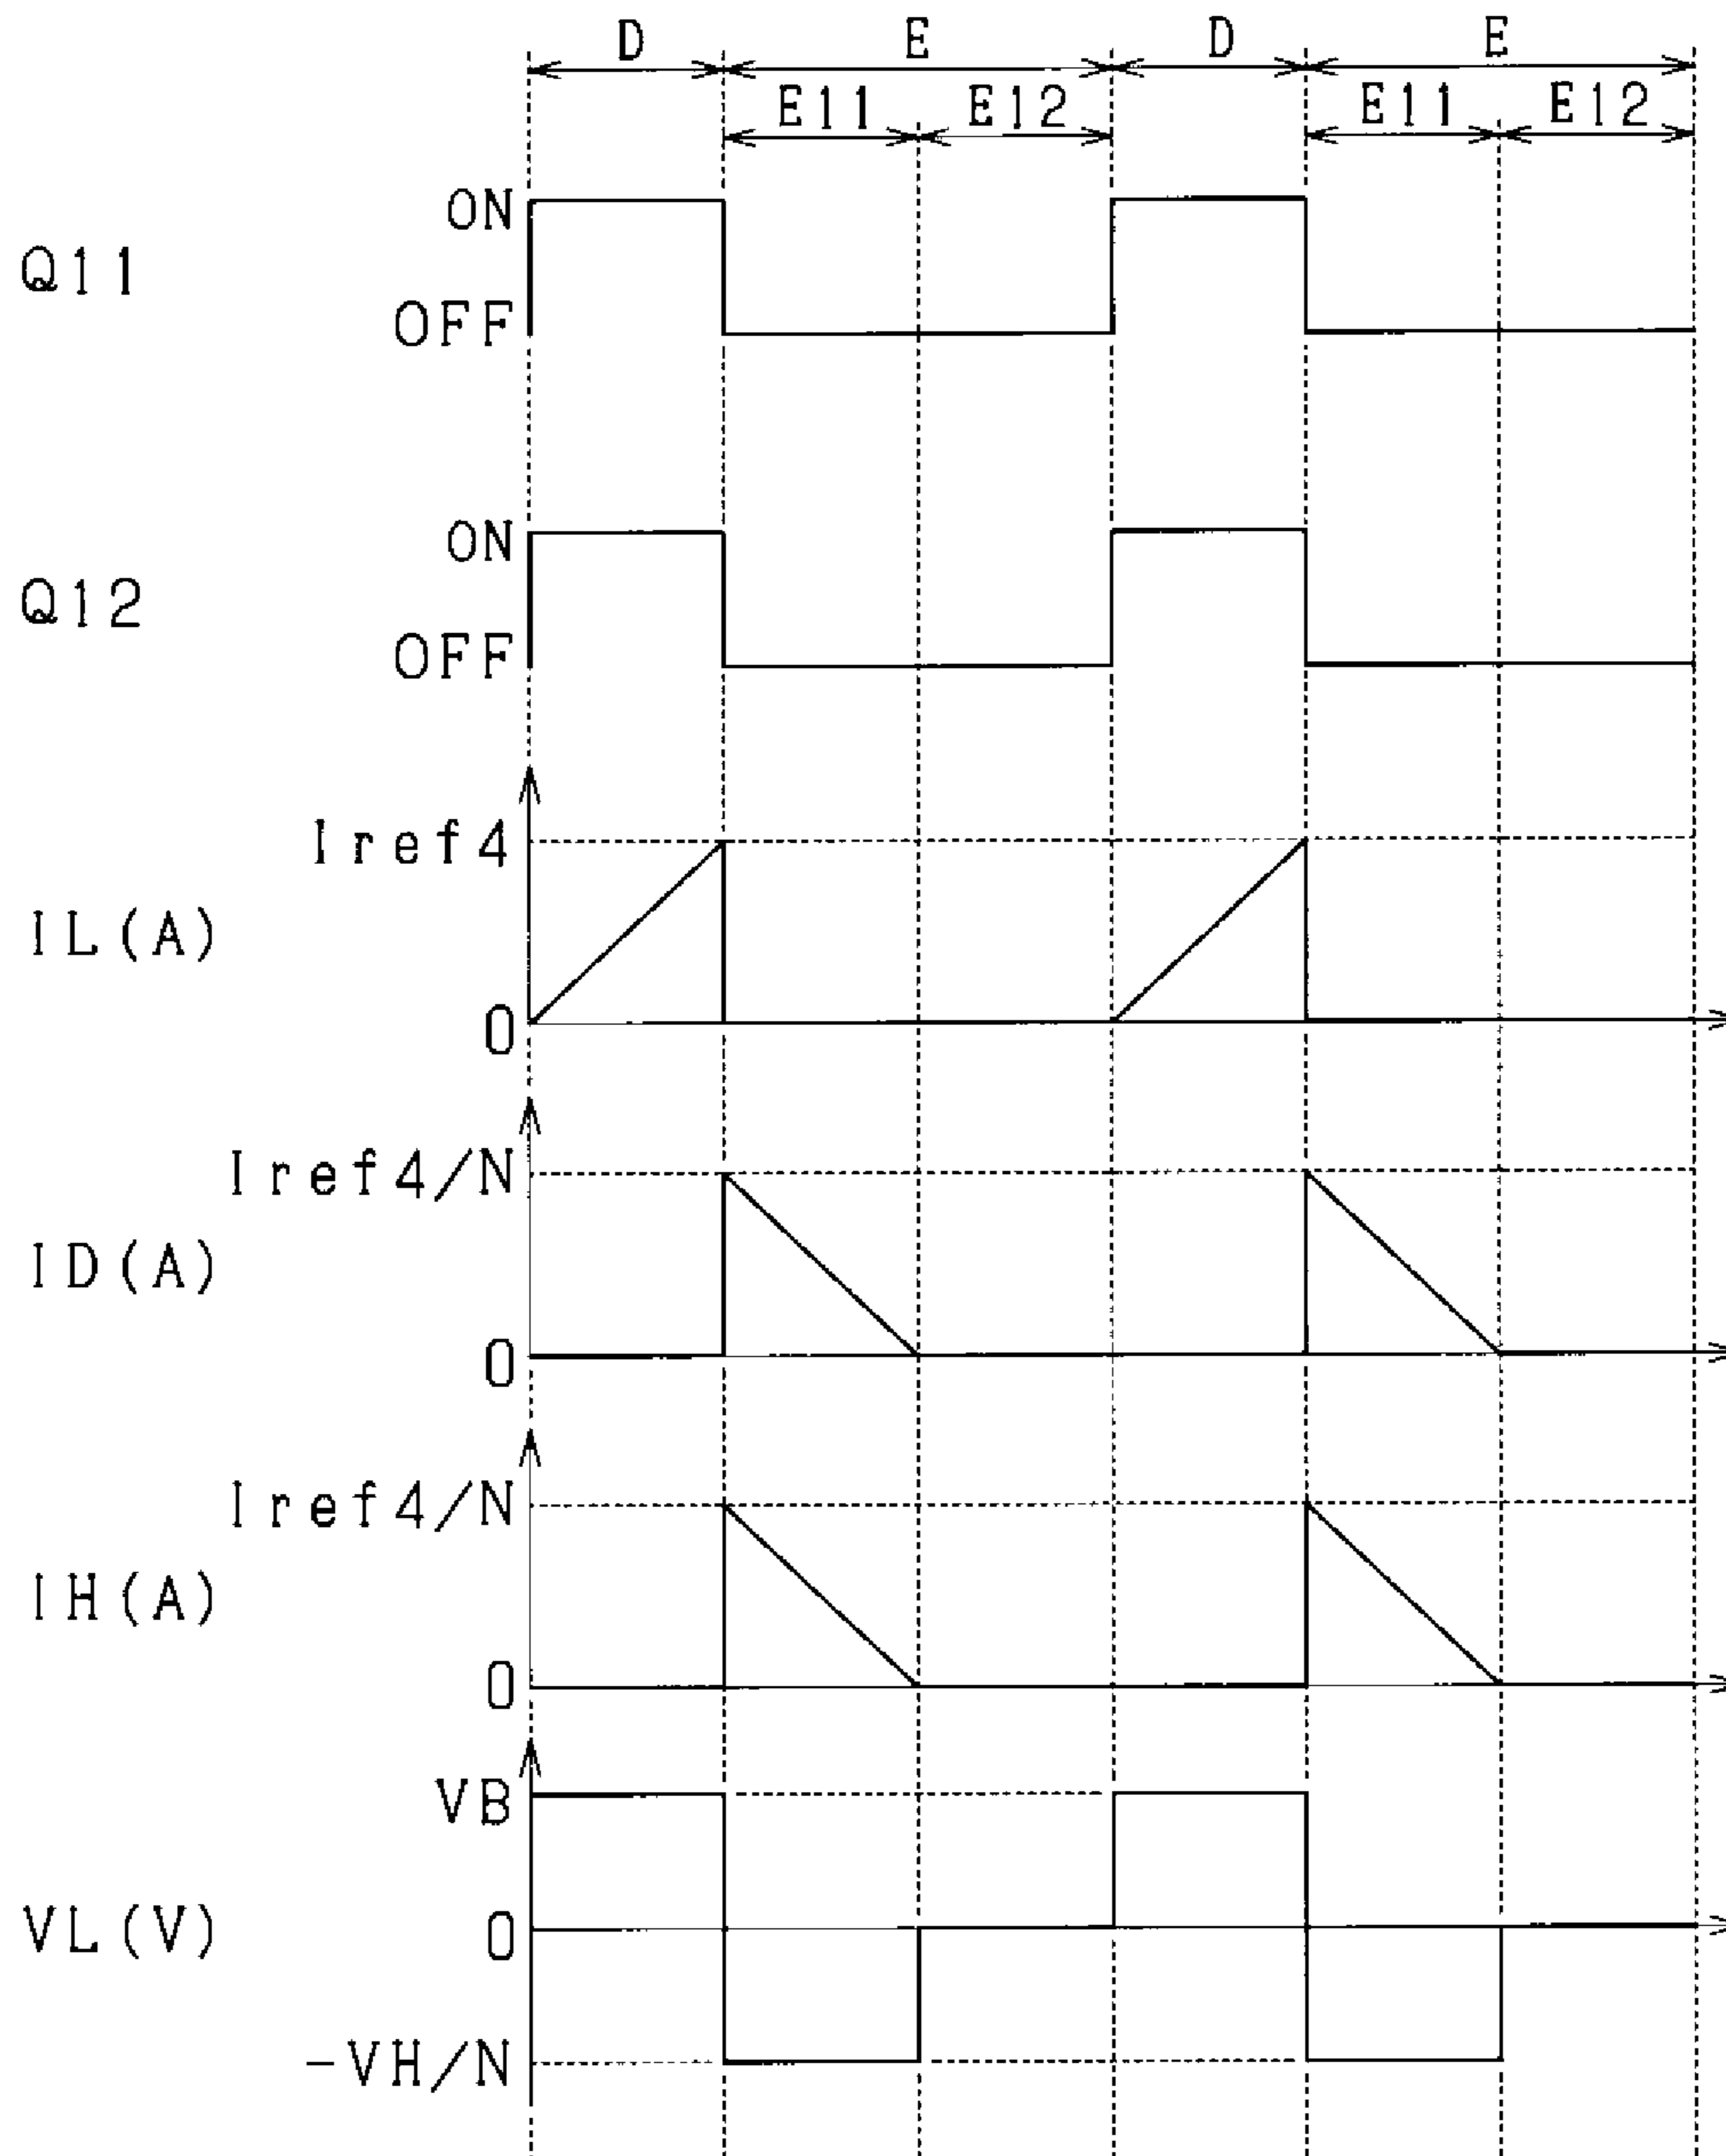 D E D E
E11 E12 E11 E12
Q11
ON
OFF
Q12
ON
OFF
IL(A)
Iref4
0
ID(A)
Iref4/N
0
IH(A)
Iref4/N
0
VL(V)
VB
0
-VH/N